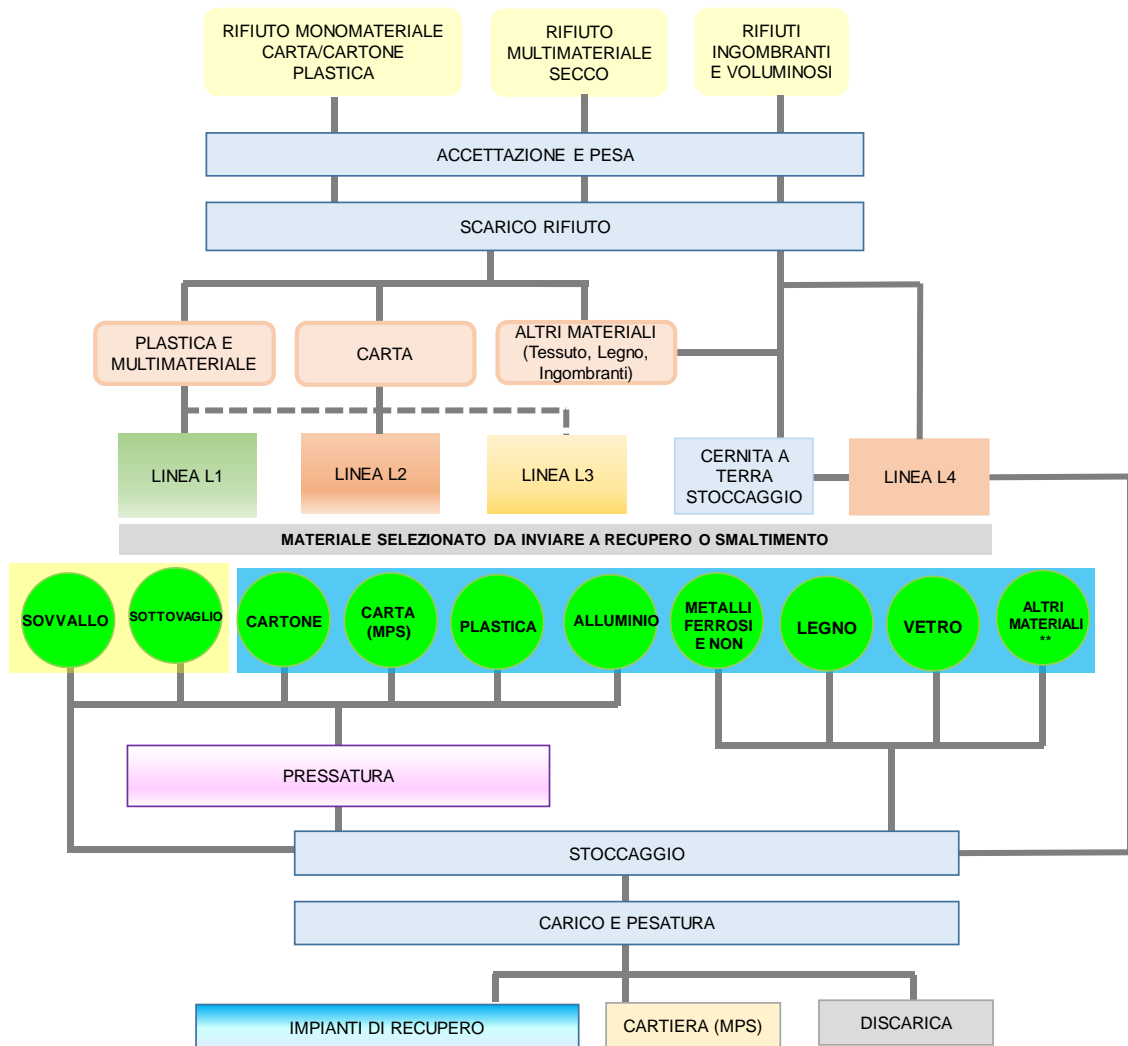 RIFIUTO MONOMATERIALE
CARTA/CARTONE
PLASTICA
RIFIUTO
MULTIMATERIALE
SECCO
RIFIUTI
INGOMBRANTI
E VOLUMINOSI
ACCETTAZIONE E PESA
SCARICO RIFIUTO
PLASTICA E
MULTIMATERIALE
CARTA
ALTRI MATERIALI
(Tessuto, Legno,
Ingombranti)
LINEA L1
LINEA L2
LINEA L3
CERNITA A
TERRA
STOCCAGGIO
LINEA L4
MATERIALE SELEZIONATO DA INVIARE A RECUPERO O SMALTIMENTO
SOVVALLO
SOTTOVAGLIO
CARTONE
CARTA
(MPS)
PLASTICA
ALLUMINIO
METALLI
FERROSI
E NON
LEGNO
VETRO
ALTRI
MATERIALI
**
PRESSATURA
STOCCAGGIO
CARICO E PESATURA
IMPIANTI DI RECUPERO
CARTIERA (MPS)
DISCARICA